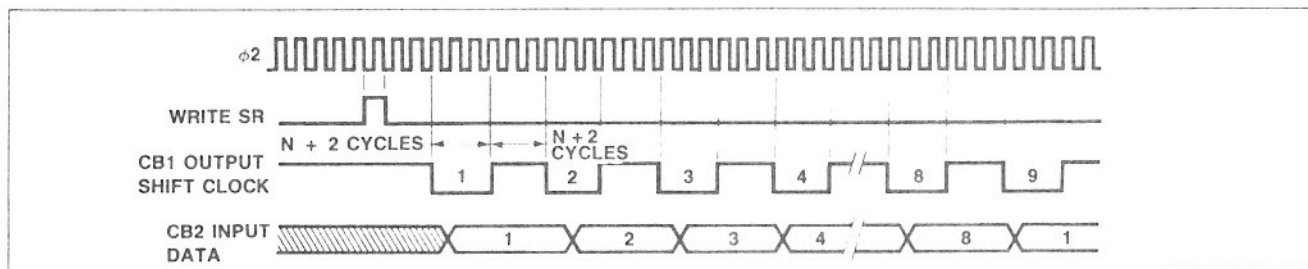 φ2
WRITE SR
N + 2 CYCLES
N + 2
CYCLES
CB1 OUTPUT
SHIFT CLOCK
1 2 3 4 8 9
CB2 INPUT
DATA
1 2 3 4 8 1